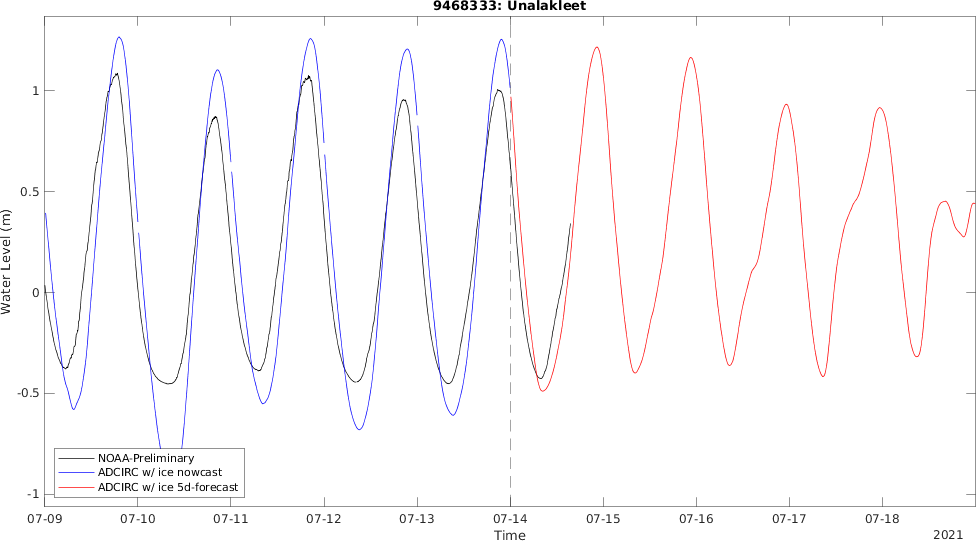 9468333: Unalakleet
Water Level (m)
1
0.5
0
-0.5
-1
NOAA-Preliminary
ADCIRC w/ ice nowcast
ADCIRC w/ ice 5d-forecast
07-09 07-10 07-11 07-12 07-13 07-14 07-15 07-16 07-17 07-18
Time
2021